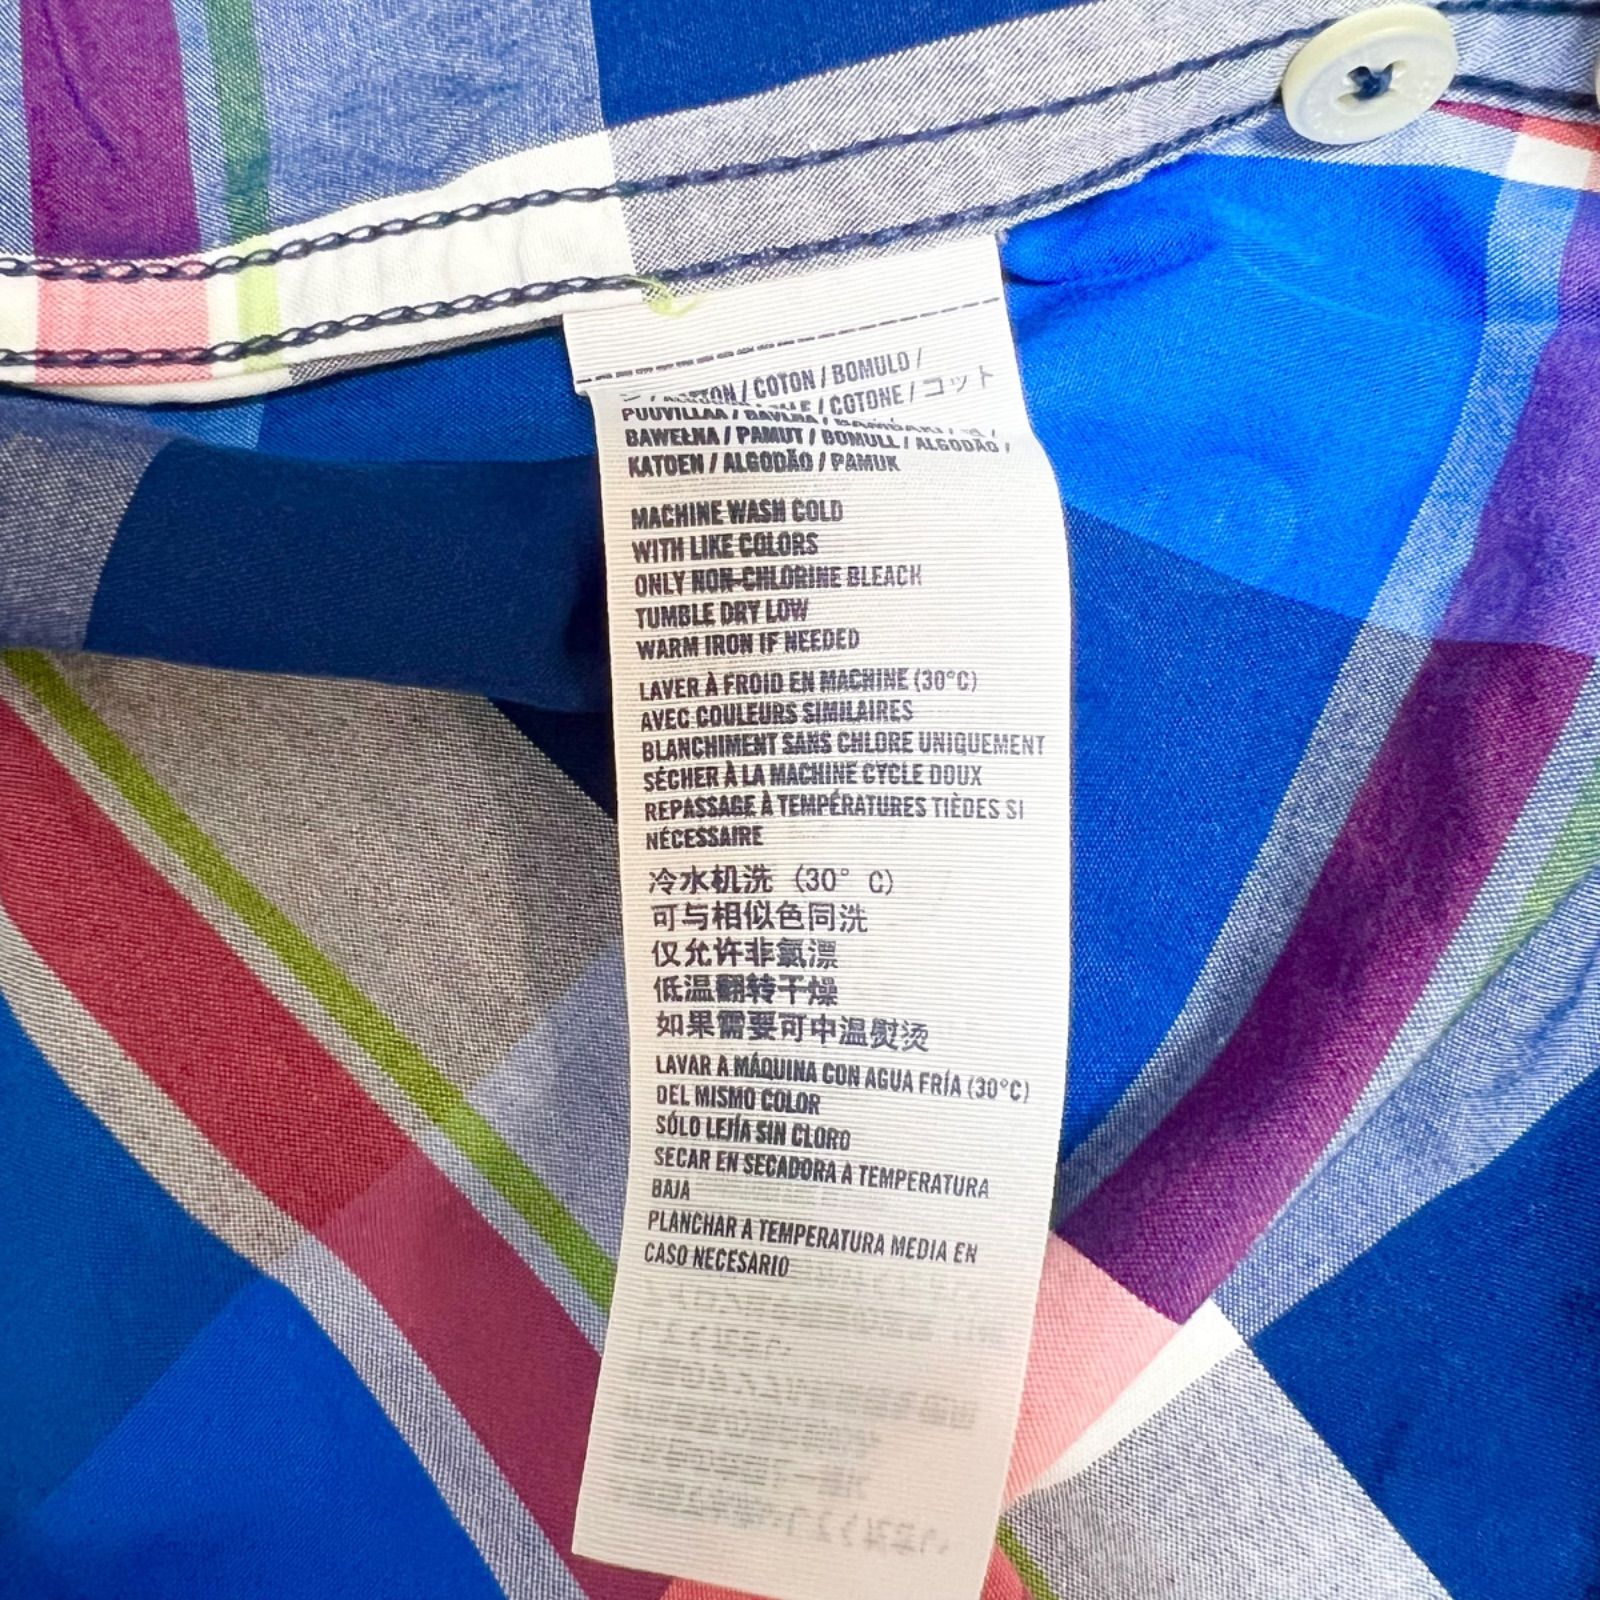 COTON / BOMULO /
/ COTONE / コット
PUUVILLAA /
BAWEŁNA / PAMUT / BOMULL / ALGODÃO /
KATOEN / ALGODÃO / PAMUK
MACHINE WASH COLD
WITH LIKE COLORS
ONLY NON-CHLORINE BLEACH
TUMBLE DRY LOW
WARM IRON IF NEEDED
LAVER À FROID EN MACHINE (30°C)
AVEC COULEURS SIMILAIRES
BLANCHIMENT SANS CHLORE UNIQUEMENT
SÉCHER À LA MACHINE CYCLE DOUX
REPASSAGE À TEMPÉRATURES TIÈDES SI
NÉCESSAIRE
冷水机洗 (30° C)
可与相似色同洗
仅允许非氯漂
低温翻转干燥
如果需要可中温熨烫
LAVAR A MÁQUINA CON AGUA FRÍA (30°C)
DEL MISMO COLOR
SÓLO LEJÍA SIN CLORO
SECAR EN SECADORA A TEMPERATURA
BAJA
PLANCHAR A TEMPERATURA MEDIA EN
CASO NECESARIO